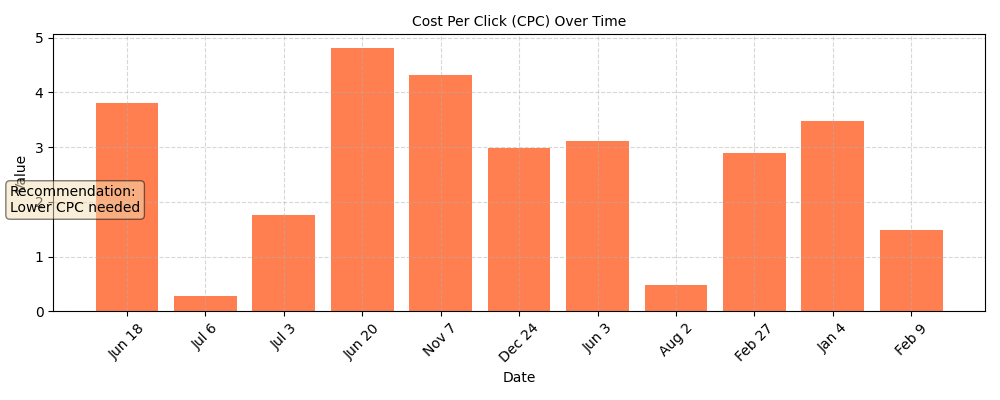 Cost Per Click (CPC) Over Time
Value
5
4
3
2
1
0
Recommendation:
Lower CPC needed
Jun 18
Jul 6
Jul 3
Jun 20
Nov 7
Dec 24
Jun 3
Aug 2
Feb 27
Jan 4
Feb 9
Date